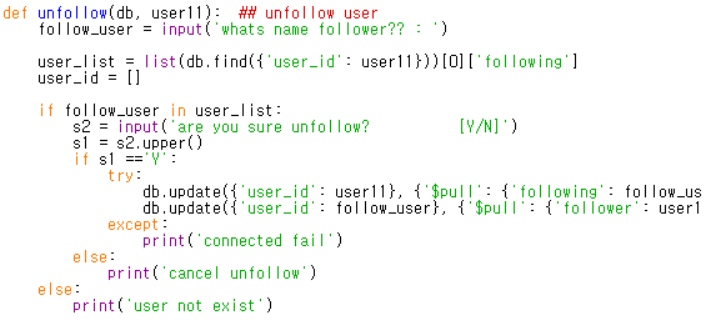 def unfollow(db, user11):  ## unfollow user
    follow_user = input('whats name follower?? : ')
    user_list = list(db.find({'user_id': user11}))[0]['following']
    user_id = []
    if follow_user in user_list:
        s2 = input('are you sure unfollow?          [Y/N]')
        s1 = s2.upper()
        if s1 =='Y':
            try:
                db.update({'user_id': user11}, {'$pull': {'following': follow_us
                db.update({'user_id': follow_user}, {'$pull': {'follower': user1
            except:
                print('connected fail')
        else:
            print('cancel unfollow')
    else:
        print('user not exist')